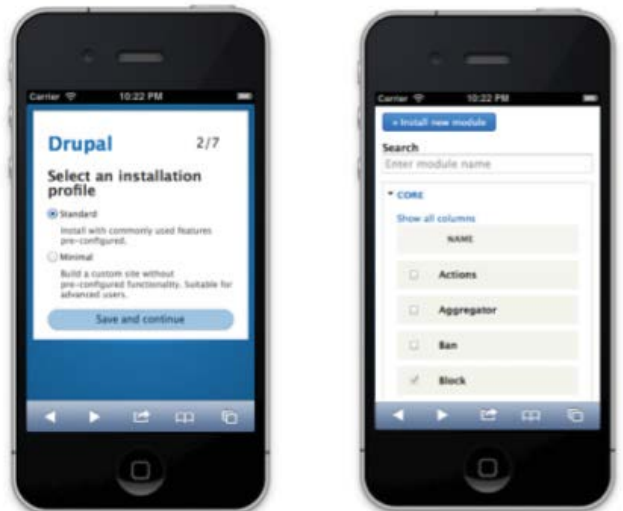 Carrier 10:22 PM
Drupal 2/7
Select an installation
profile
Standard
Install with commonly used features
pre-configured.
Minimal
Build a custom site without
pre-configured functionality. Suitable for
advanced users.
Save and continue
Carrier 10:22 PM
+ Install new module
Search
Enter module name
CORE
Show all columns
NAME
Actions
Aggregator
Ban
Block